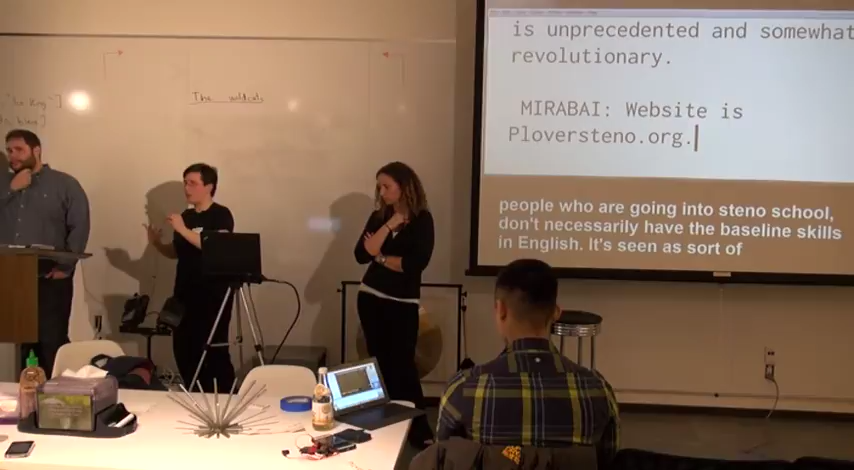 The wildcats
is unprecedented and somewhat
revolutionary.
MIRABAI: Website is
Ploversteno.org.
people who are going into steno school,
don't necessarily have the baseline skills
in English. It's seen as sort of